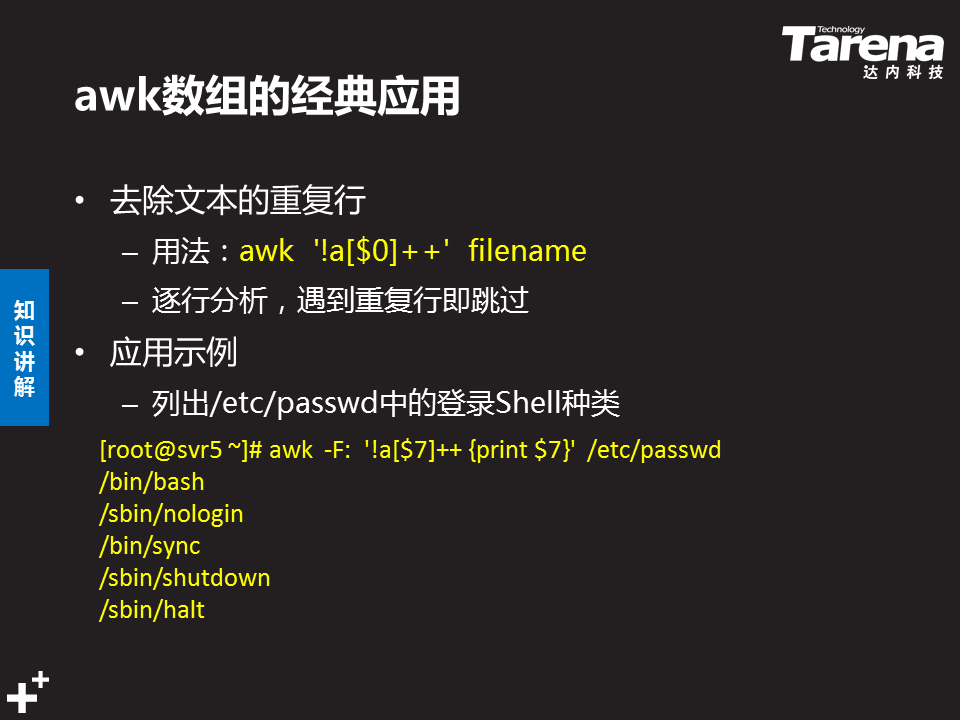 Technology
Tarena
达内科技
awk数组的经典应用
• 去除文本的重复行
– 用法：awk '!a[$0]++' filename
– 逐行分析，遇到重复行即跳过
知识讲解
• 应用示例
– 列出/etc/passwd中的登录Shell种类
[root@svr5 ~]# awk -F: '!a[$7]++ {print $7}' /etc/passwd
/bin/bash
/sbin/nologin
/bin/sync
/sbin/shutdown
/sbin/halt